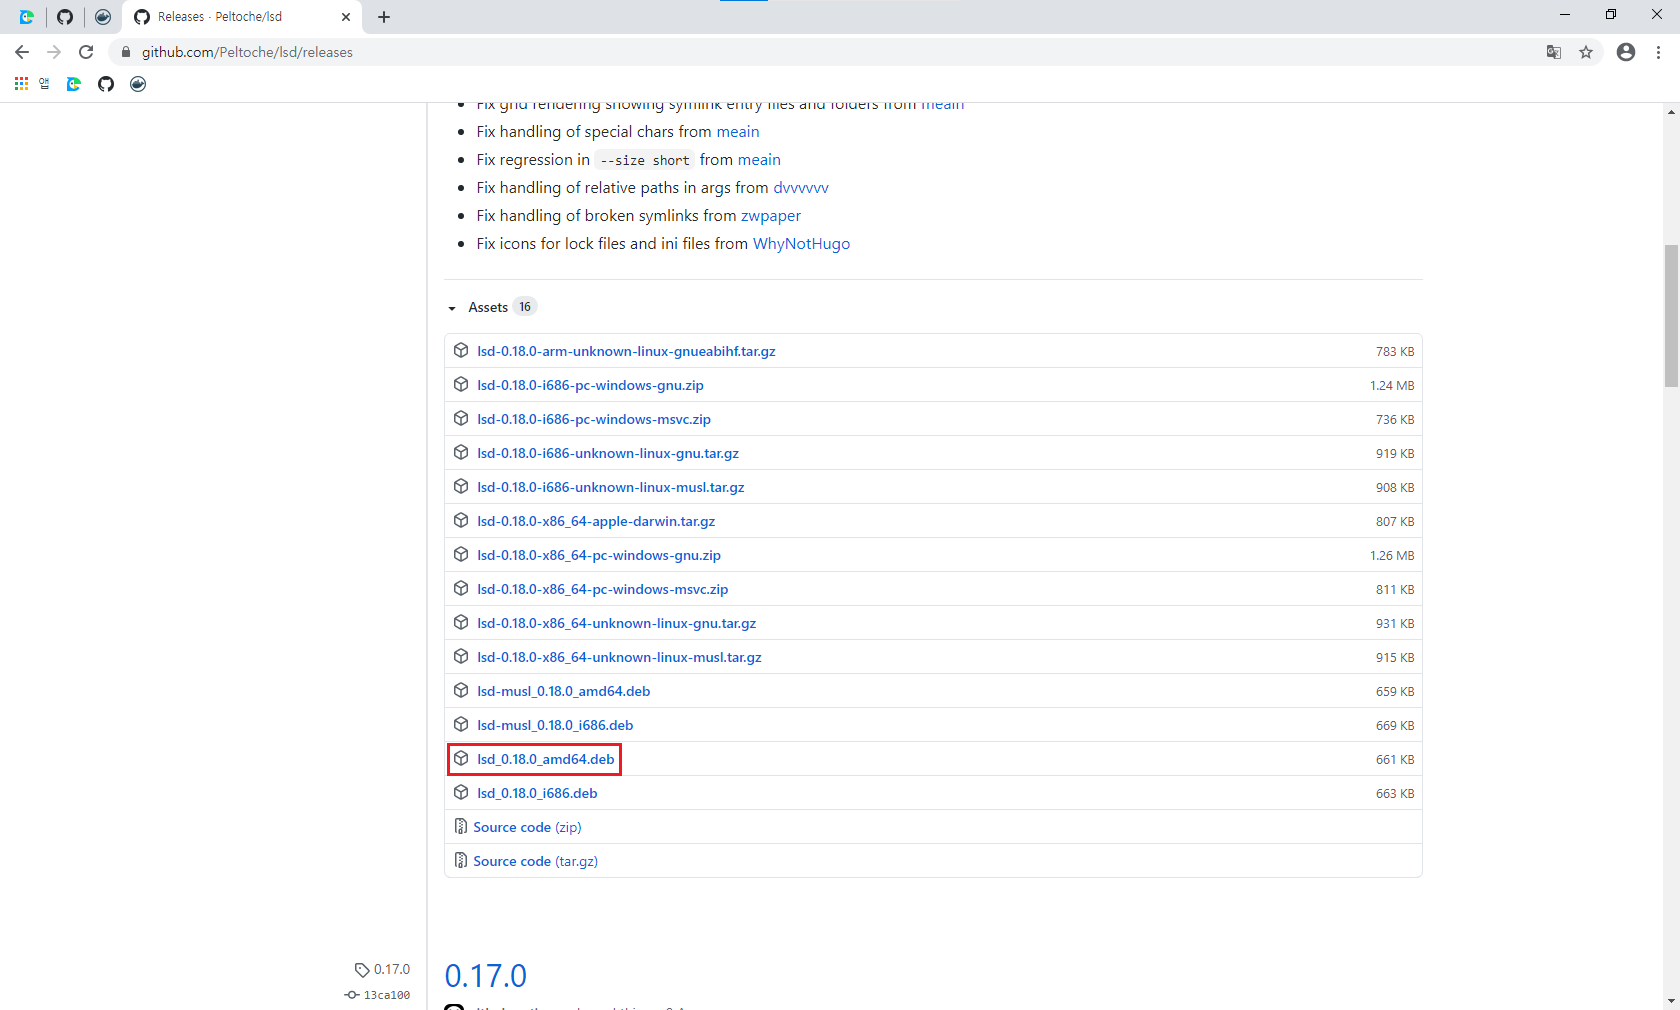 Releases · Peltoche/lsd
github.com/Peltoche/lsd/releases
앱
Fix grid rendering showing symlink entry files and folders from meain
Fix handling of special chars from meain
Fix regression in --size short from meain
Fix handling of relative paths in args from dvvvvvv
Fix handling of broken symlinks from zwpaper
Fix icons for lock files and ini files from WhyNotHugo
Assets 16
lsd-0.18.0-arm-unknown-linux-gnueabihf.tar.gz 783 KB
lsd-0.18.0-i686-pc-windows-gnu.zip 1.24 MB
lsd-0.18.0-i686-pc-windows-msvc.zip 736 KB
lsd-0.18.0-i686-unknown-linux-gnu.tar.gz 919 KB
lsd-0.18.0-i686-unknown-linux-musl.tar.gz 908 KB
lsd-0.18.0-x86_64-apple-darwin.tar.gz 807 KB
lsd-0.18.0-x86_64-pc-windows-gnu.zip 1.26 MB
lsd-0.18.0-x86_64-pc-windows-msvc.zip 811 KB
lsd-0.18.0-x86_64-unknown-linux-gnu.tar.gz 931 KB
lsd-0.18.0-x86_64-unknown-linux-musl.tar.gz 915 KB
lsd-musl_0.18.0_amd64.deb 659 KB
lsd-musl_0.18.0_i686.deb 669 KB
lsd_0.18.0_amd64.deb 661 KB
lsd_0.18.0_i686.deb 663 KB
Source code (zip)
Source code (tar.gz)
0.17.0
13ca100
0.17.0